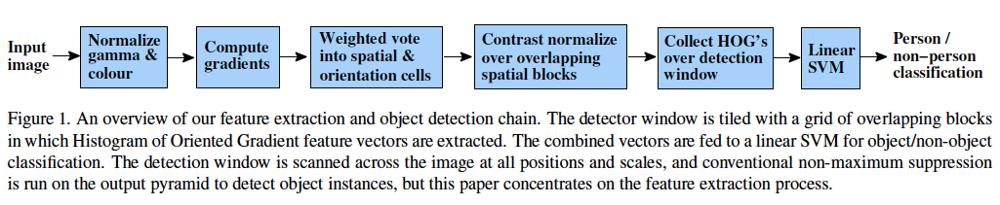 Input
image
Normalize
gamma &
colour
Compute
gradients
Weighted vote
into spatial &
orientation cells
Contrast normalize
over overlapping
spatial blocks
Collect HOG's
over detection
window
Linear
SVM
Person /
non−person
classification
Figure 1. An overview of our feature extraction and object detection chain. The detector window is tiled with a grid of overlapping blocks
in which Histogram of Oriented Gradient feature vectors are extracted. The combined vectors are fed to a linear SVM for object/non-object
classification. The detection window is scanned across the image at all positions and scales, and conventional non-maximum suppression
is run on the output pyramid to detect object instances, but this paper concentrates on the feature extraction process.